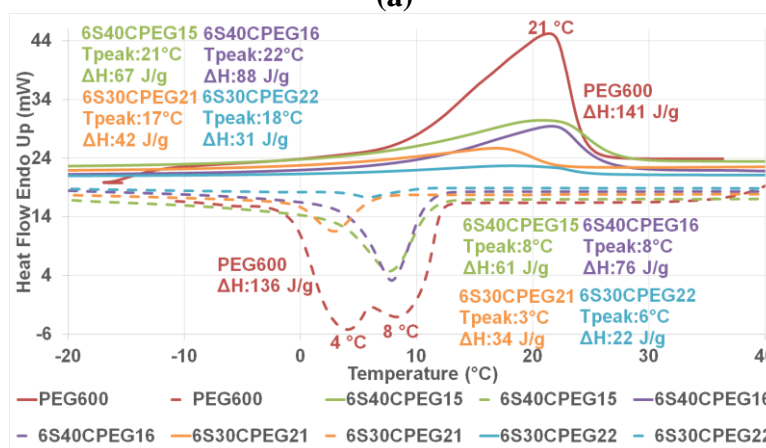 (a)
44
34
24
14
4
-6
Heat Flow Endo Up (mW)
6S40CPEG15 6S40CPEG16
Tpeak:21°C Tpeak:22°C
ΔH:67 J/g ΔH:88 J/g
6S30CPEG21 6S30CPEG22
Tpeak:17°C Tpeak:18°C
ΔH:42 J/g ΔH:31 J/g
21 °C
PEG600
ΔH:141 J/g
PEG600
ΔH:136 J/g
4 °C
8 °C
6S40CPEG15 6S40CPEG16
Tpeak:8°C Tpeak:8°C
ΔH:61 J/g ΔH:76 J/g
6S30CPEG21 6S30CPEG22
Tpeak:3°C Tpeak:6°C
ΔH:34 J/g ΔH:22 J/g
-20 -10 0 10 20 30 40
Temperature (°C)
PEG600 PEG600 6S40CPEG15 6S40CPEG15 6S40CPEG16
6S40CPEG16 6S30CPEG21 6S30CPEG21 6S30CPEG22 6S30CPEG22